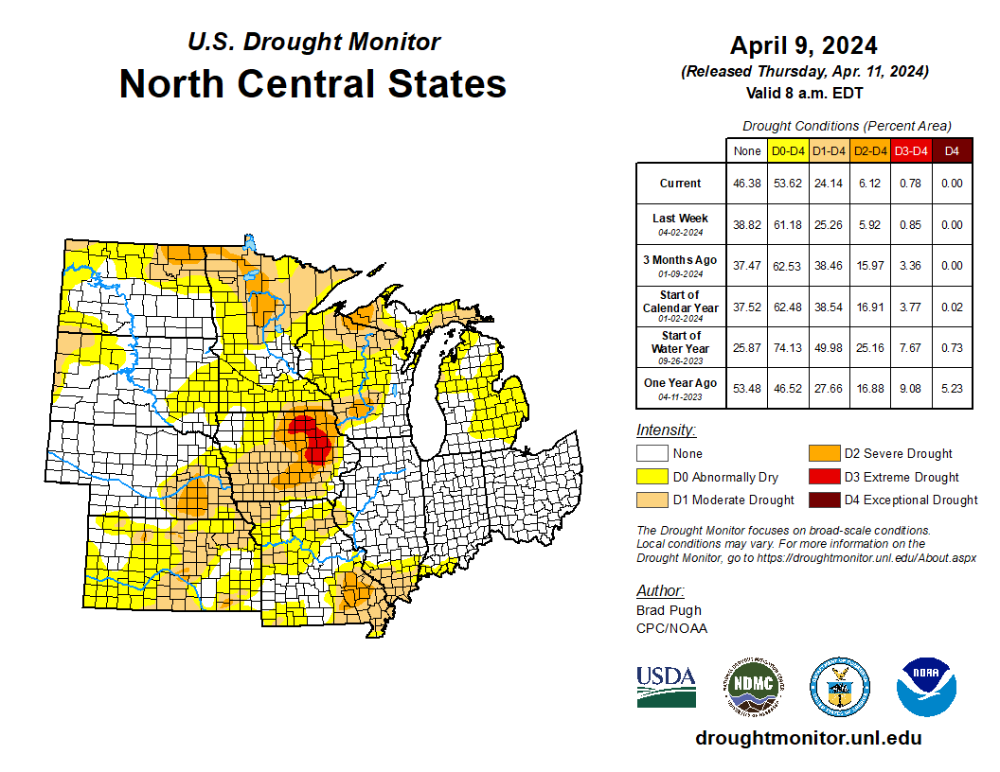 U.S. Drought Monitor
North Central States
April 9, 2024
(Released Thursday, Apr. 11, 2024)
Valid 8 a.m. EDT
Drought Conditions (Percent Area)
None D0-D4 D1-D4 D2-D4 D3-D4 D4
Current 46.38 53.62 24.14 6.12 0.78 0.00
Last Week
04-02-2024 38.82 61.18 25.26 5.92 0.85 0.00
3 Months Ago
01-09-2024 37.47 62.53 38.46 15.97 3.36 0.00
Start of
Calendar Year
01-02-2024 37.52 62.48 38.54 16.91 3.77 0.02
Start of
Water Year
09-26-2023 25.87 74.13 49.98 25.16 7.67 0.73
One Year Ago
04-11-2023 53.48 46.52 27.66 16.88 9.08 5.23
Intensity:
None
D0 Abnormally Dry
D1 Moderate Drought
D2 Severe Drought
D3 Extreme Drought
D4 Exceptional Drought
The Drought Monitor focuses on broad-scale conditions.
Local conditions may vary. For more information on the
Drought Monitor, go to https://droughtmonitor.unl.edu/About.aspx
Author:
Brad Pugh
CPC/NOAA
USDA
NDMC
NOAA
droughtmonitor.unl.edu